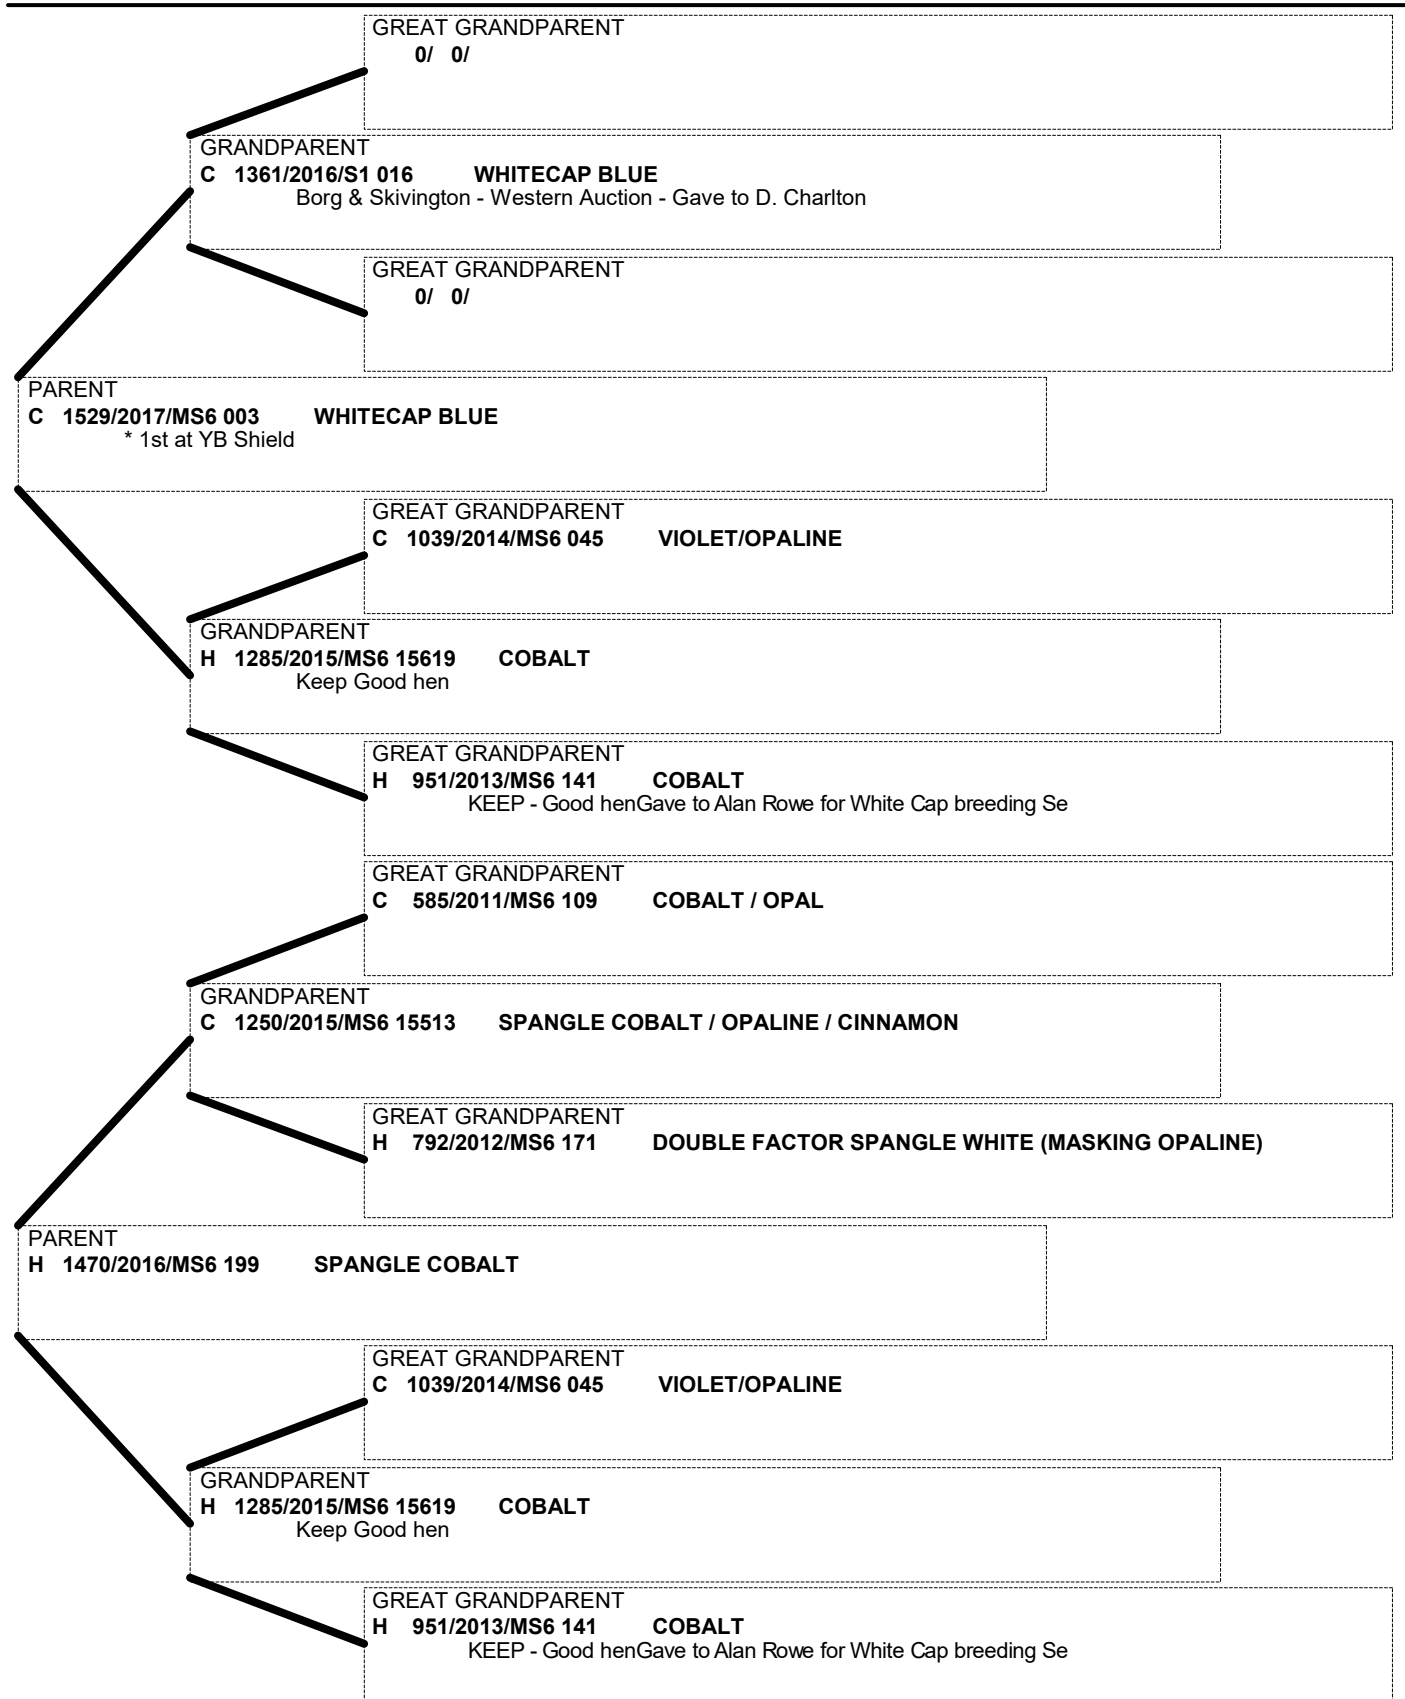 GREAT GRANDPARENT
0/ 0/
GRANDPARENT
C 1361/2016/S1 016 WHITECAP BLUE
Borg & Skivington - Western Auction - Gave to D. Charlton
GREAT GRANDPARENT
0/ 0/
PARENT
C 1529/2017/MS6 003 WHITECAP BLUE
* 1st at YB Shield
GREAT GRANDPARENT
C 1039/2014/MS6 045 VIOLET/OPALINE
GRANDPARENT
H 1285/2015/MS6 15619 COBALT
Keep Good hen
GREAT GRANDPARENT
H 951/2013/MS6 141 COBALT
KEEP - Good henGave to Alan Rowe for White Cap breeding Se
GREAT GRANDPARENT
C 585/2011/MS6 109 COBALT / OPAL
GRANDPARENT
C 1250/2015/MS6 15513 SPANGLE COBALT / OPALINE / CINNAMON
GREAT GRANDPARENT
H 792/2012/MS6 171 DOUBLE FACTOR SPANGLE WHITE (MASKING OPALINE)
PARENT
H 1470/2016/MS6 199 SPANGLE COBALT
GREAT GRANDPARENT
C 1039/2014/MS6 045 VIOLET/OPALINE
GRANDPARENT
H 1285/2015/MS6 15619 COBALT
Keep Good hen
GREAT GRANDPARENT
H 951/2013/MS6 141 COBALT
KEEP - Good henGave to Alan Rowe for White Cap breeding Se